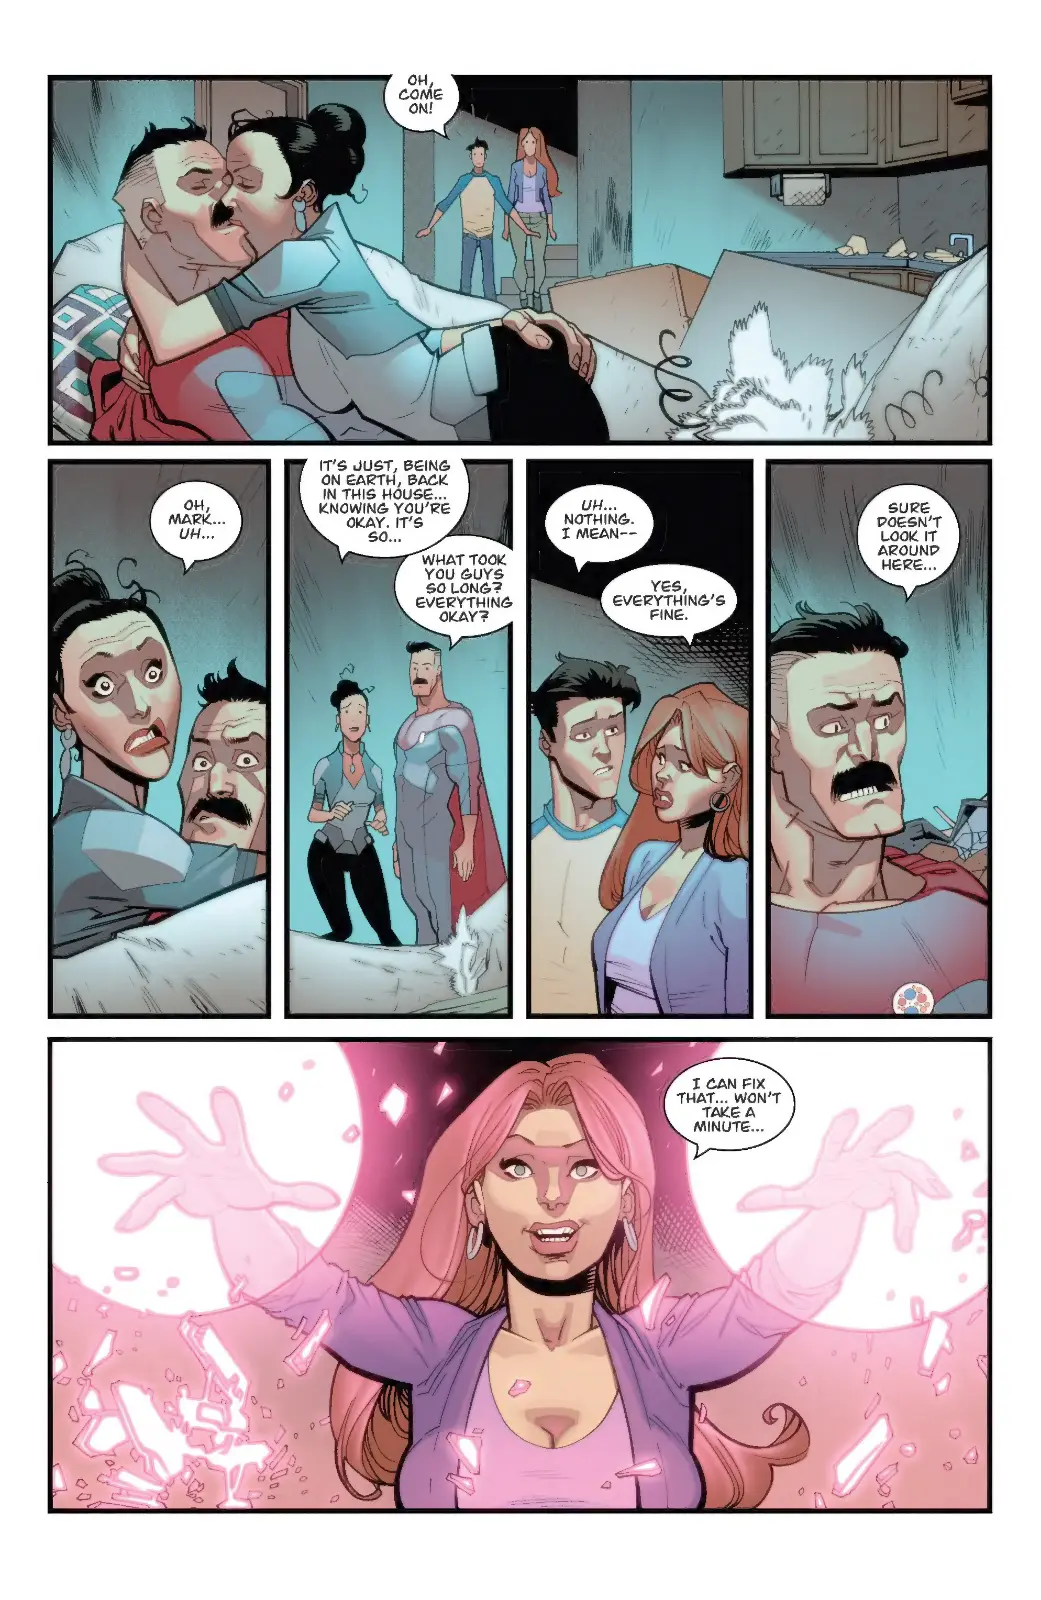 OH,
COME
ON!
OH,
MARK...
UH...
IT'S JUST, BEING
ON EARTH, BACK
IN THIS HOUSE...
KNOWING YOU'RE
OKAY. IT'S
SO...
WHAT TOOK
YOU GUYS
SO LONG?
EVERYTHING
OKAY?
UH...
NOTHING.
I MEAN--
YES,
EVERYTHING'S
FINE.
SURE
DOESN'T
LOOK IT
AROUND
HERE...
I CAN FIX
THAT... WON'T
TAKE A
MINUTE...